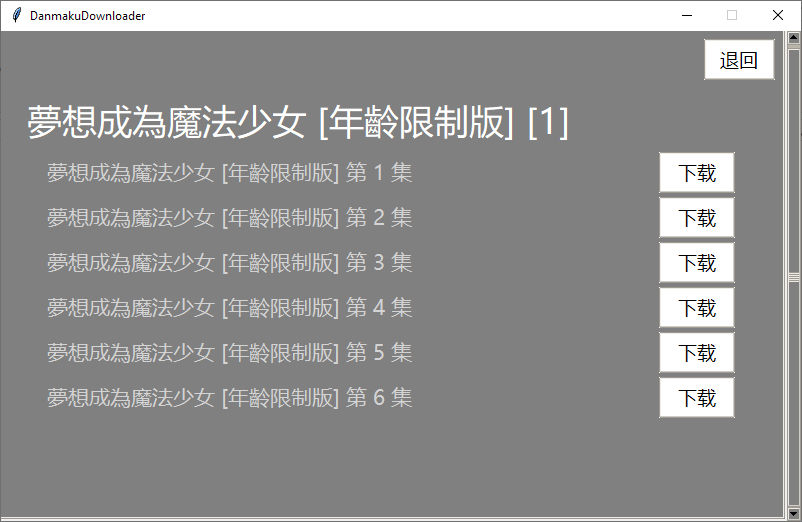 DanmakuDownloader
退回
夢想成為魔法少女 [年齡限制版] [1]
夢想成為魔法少女 [年齡限制版] 第 1 集 下载
夢想成為魔法少女 [年齡限制版] 第 2 集 下载
夢想成為魔法少女 [年齡限制版] 第 3 集 下载
夢想成為魔法少女 [年齡限制版] 第 4 集 下载
夢想成為魔法少女 [年齡限制版] 第 5 集 下载
夢想成為魔法少女 [年齡限制版] 第 6 集 下载